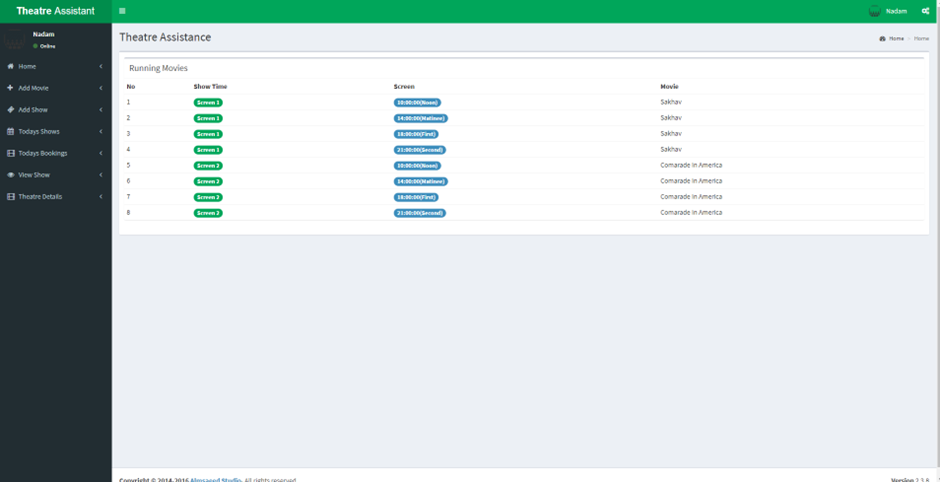 Theatre Assistant
Nadam
Nadam
Online
Home
Add Movie
Add Show
Todays Shows
Todays Bookings
View Show
Theatre Details
Theatre Assistance
Home Home
Running Movies
No Show Time Screen Movie
1 Screen 1 10:00:00(Noon) Sakhav
2 Screen 1 14:00:00(Matinee) Sakhav
3 Screen 1 18:00:00(First) Sakhav
4 Screen 1 21:00:00(Second) Sakhav
5 Screen 2 10:00:00(Noon) Comarade in America
6 Screen 2 14:00:00(Matinee) Comarade in America
7 Screen 2 18:00:00(First) Comarade in America
8 Screen 2 21:00:00(Second) Comarade in America
Copyright © 2014-2016 Almsaeed Studio. All rights reserved.
Version 2.3.8